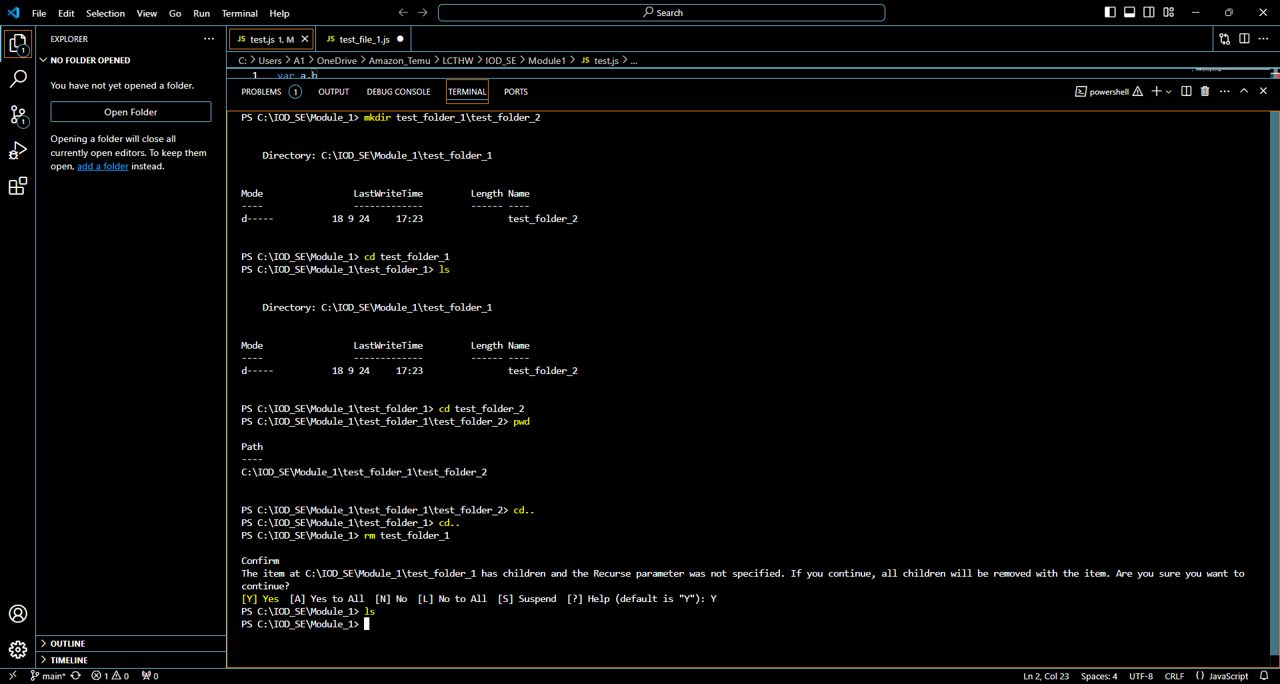 File Edit Selection View Go Run Terminal Help
Search
EXPLORER
NO FOLDER OPENED
You have not yet opened a folder.
Open Folder
Opening a folder will close all
currently open editors. To keep them
open, add a folder instead.
OUTLINE
TIMELINE
JS test.js 1, M
JS test_file_1.js
C: > Users > A1 > OneDrive > Amazon_Temu > LCTHW > IOD_SE > Module1 > JS test.js > ...
1 var a,b
PROBLEMS 1 OUTPUT DEBUG CONSOLE TERMINAL PORTS
powershell
PS C:\IOD_SE\Module_1> mkdir test_folder_1\test_folder_2
Directory: C:\IOD_SE\Module_1\test_folder_1
Mode LastWriteTime Length Name
---- ------------- ------ ----
d----- 18 9 24 17:23 test_folder_2
PS C:\IOD_SE\Module_1> cd test_folder_1
PS C:\IOD_SE\Module_1\test_folder_1> ls
Directory: C:\IOD_SE\Module_1\test_folder_1
Mode LastWriteTime Length Name
---- ------------- ------ ----
d----- 18 9 24 17:23 test_folder_2
PS C:\IOD_SE\Module_1\test_folder_1> cd test_folder_2
PS C:\IOD_SE\Module_1\test_folder_1\test_folder_2> pwd
Path
----
C:\IOD_SE\Module_1\test_folder_1\test_folder_2
PS C:\IOD_SE\Module_1\test_folder_1\test_folder_2> cd..
PS C:\IOD_SE\Module_1\test_folder_1> cd..
PS C:\IOD_SE\Module_1> rm test_folder_1
Confirm
The item at C:\IOD_SE\Module_1\test_folder_1 has children and the Recurse parameter was not specified. If you continue, all children will be removed with the item. Are you sure you want to
continue?
[Y] Yes [A] Yes to All [N] No [L] No to All [S] Suspend [?] Help (default is "Y"): Y
PS C:\IOD_SE\Module_1> ls
PS C:\IOD_SE\Module_1>
main* 1 0 0 Ln 2, Col 23 Spaces: 4 UTF-8 CRLF {} JavaScript